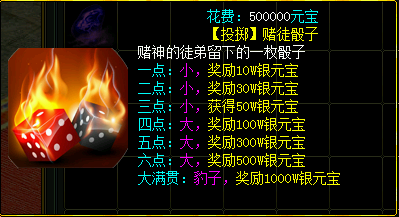 花费：500000元宝
【投掷】赌徒骰子
赌神的徒弟留下的一枚骰子
一点：小，奖励10W银元宝
二点：小，奖励30W银元宝
三点：小，获得50W银元宝
四点：大，奖励100W银元宝
五点：大，奖励300W银元宝
六点：大，奖励500W银元宝
大满贯：豹子，奖励1000W银元宝